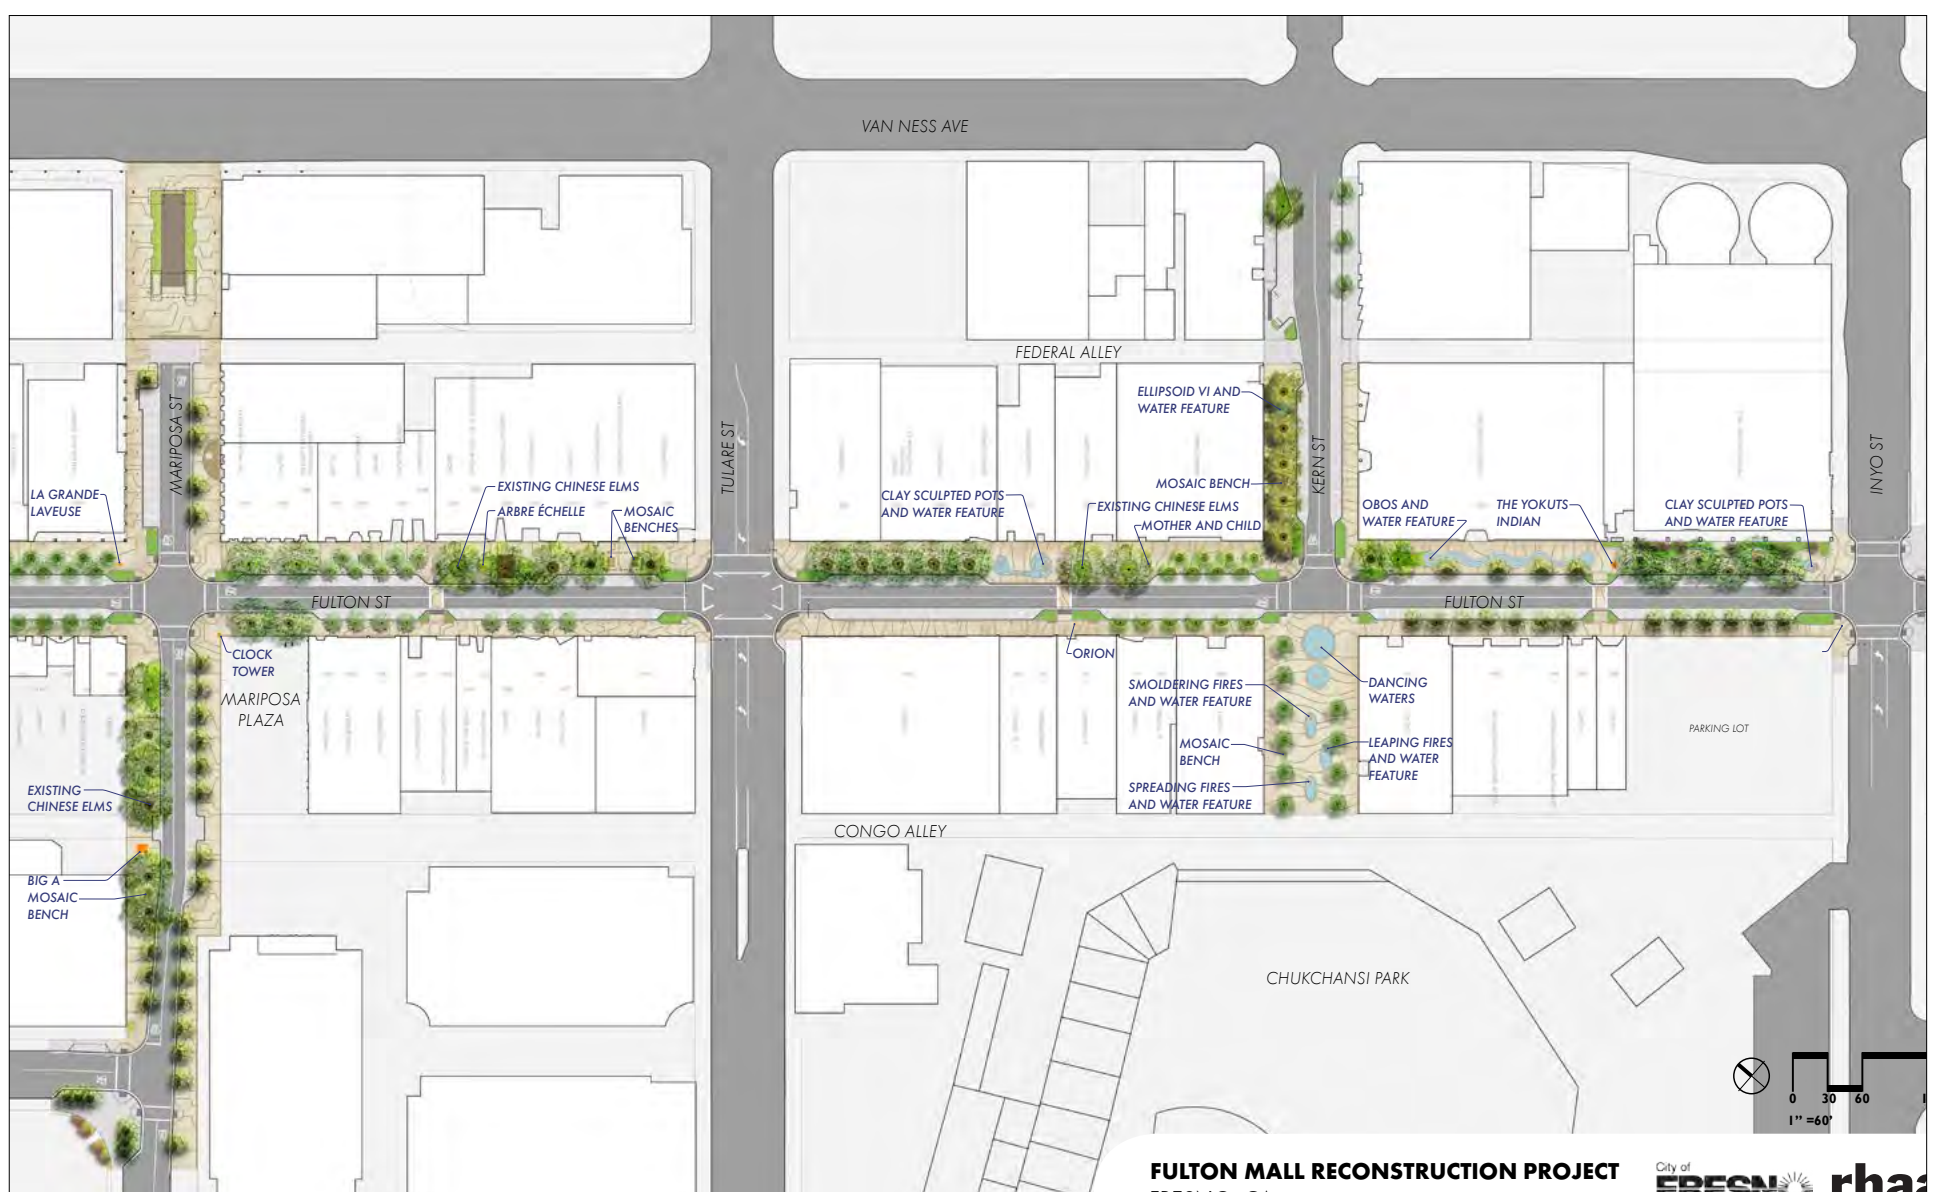 VAN NESS AVE
FEDERAL ALLEY
ELLIPSOID VI AND
WATER FEATURE
MARIPOSA ST
TULARE ST
KERN ST
INYO ST
LA GRANDE
LAVEUSE
EXISTING CHINESE ELMS
ARBRE ÉCHELLE
MOSAIC
BENCHES
CLAY SCULPTED POTS
AND WATER FEATURE
MOSAIC BENCH
EXISTING CHINESE ELMS
MOTHER AND CHILD
OBOS AND
WATER FEATURE
THE YOKUTS
INDIAN
CLAY SCULPTED POTS
AND WATER FEATURE
FULTON ST
FULTON ST
CLOCK
TOWER
MARIPOSA
PLAZA
ORION
SMOLDERING FIRES
AND WATER FEATURE
DANCING
WATERS
MOSAIC
BENCH
LEAPING FIRES
AND WATER
FEATURE
SPREADING FIRES
AND WATER FEATURE
PARKING LOT
EXISTING
CHINESE ELMS
CONGO ALLEY
BIG A
MOSAIC
BENCH
CHUKCHANSI PARK
0 30 60
1" =60'
FULTON MALL RECONSTRUCTION PROJECT
City of
FRESNO